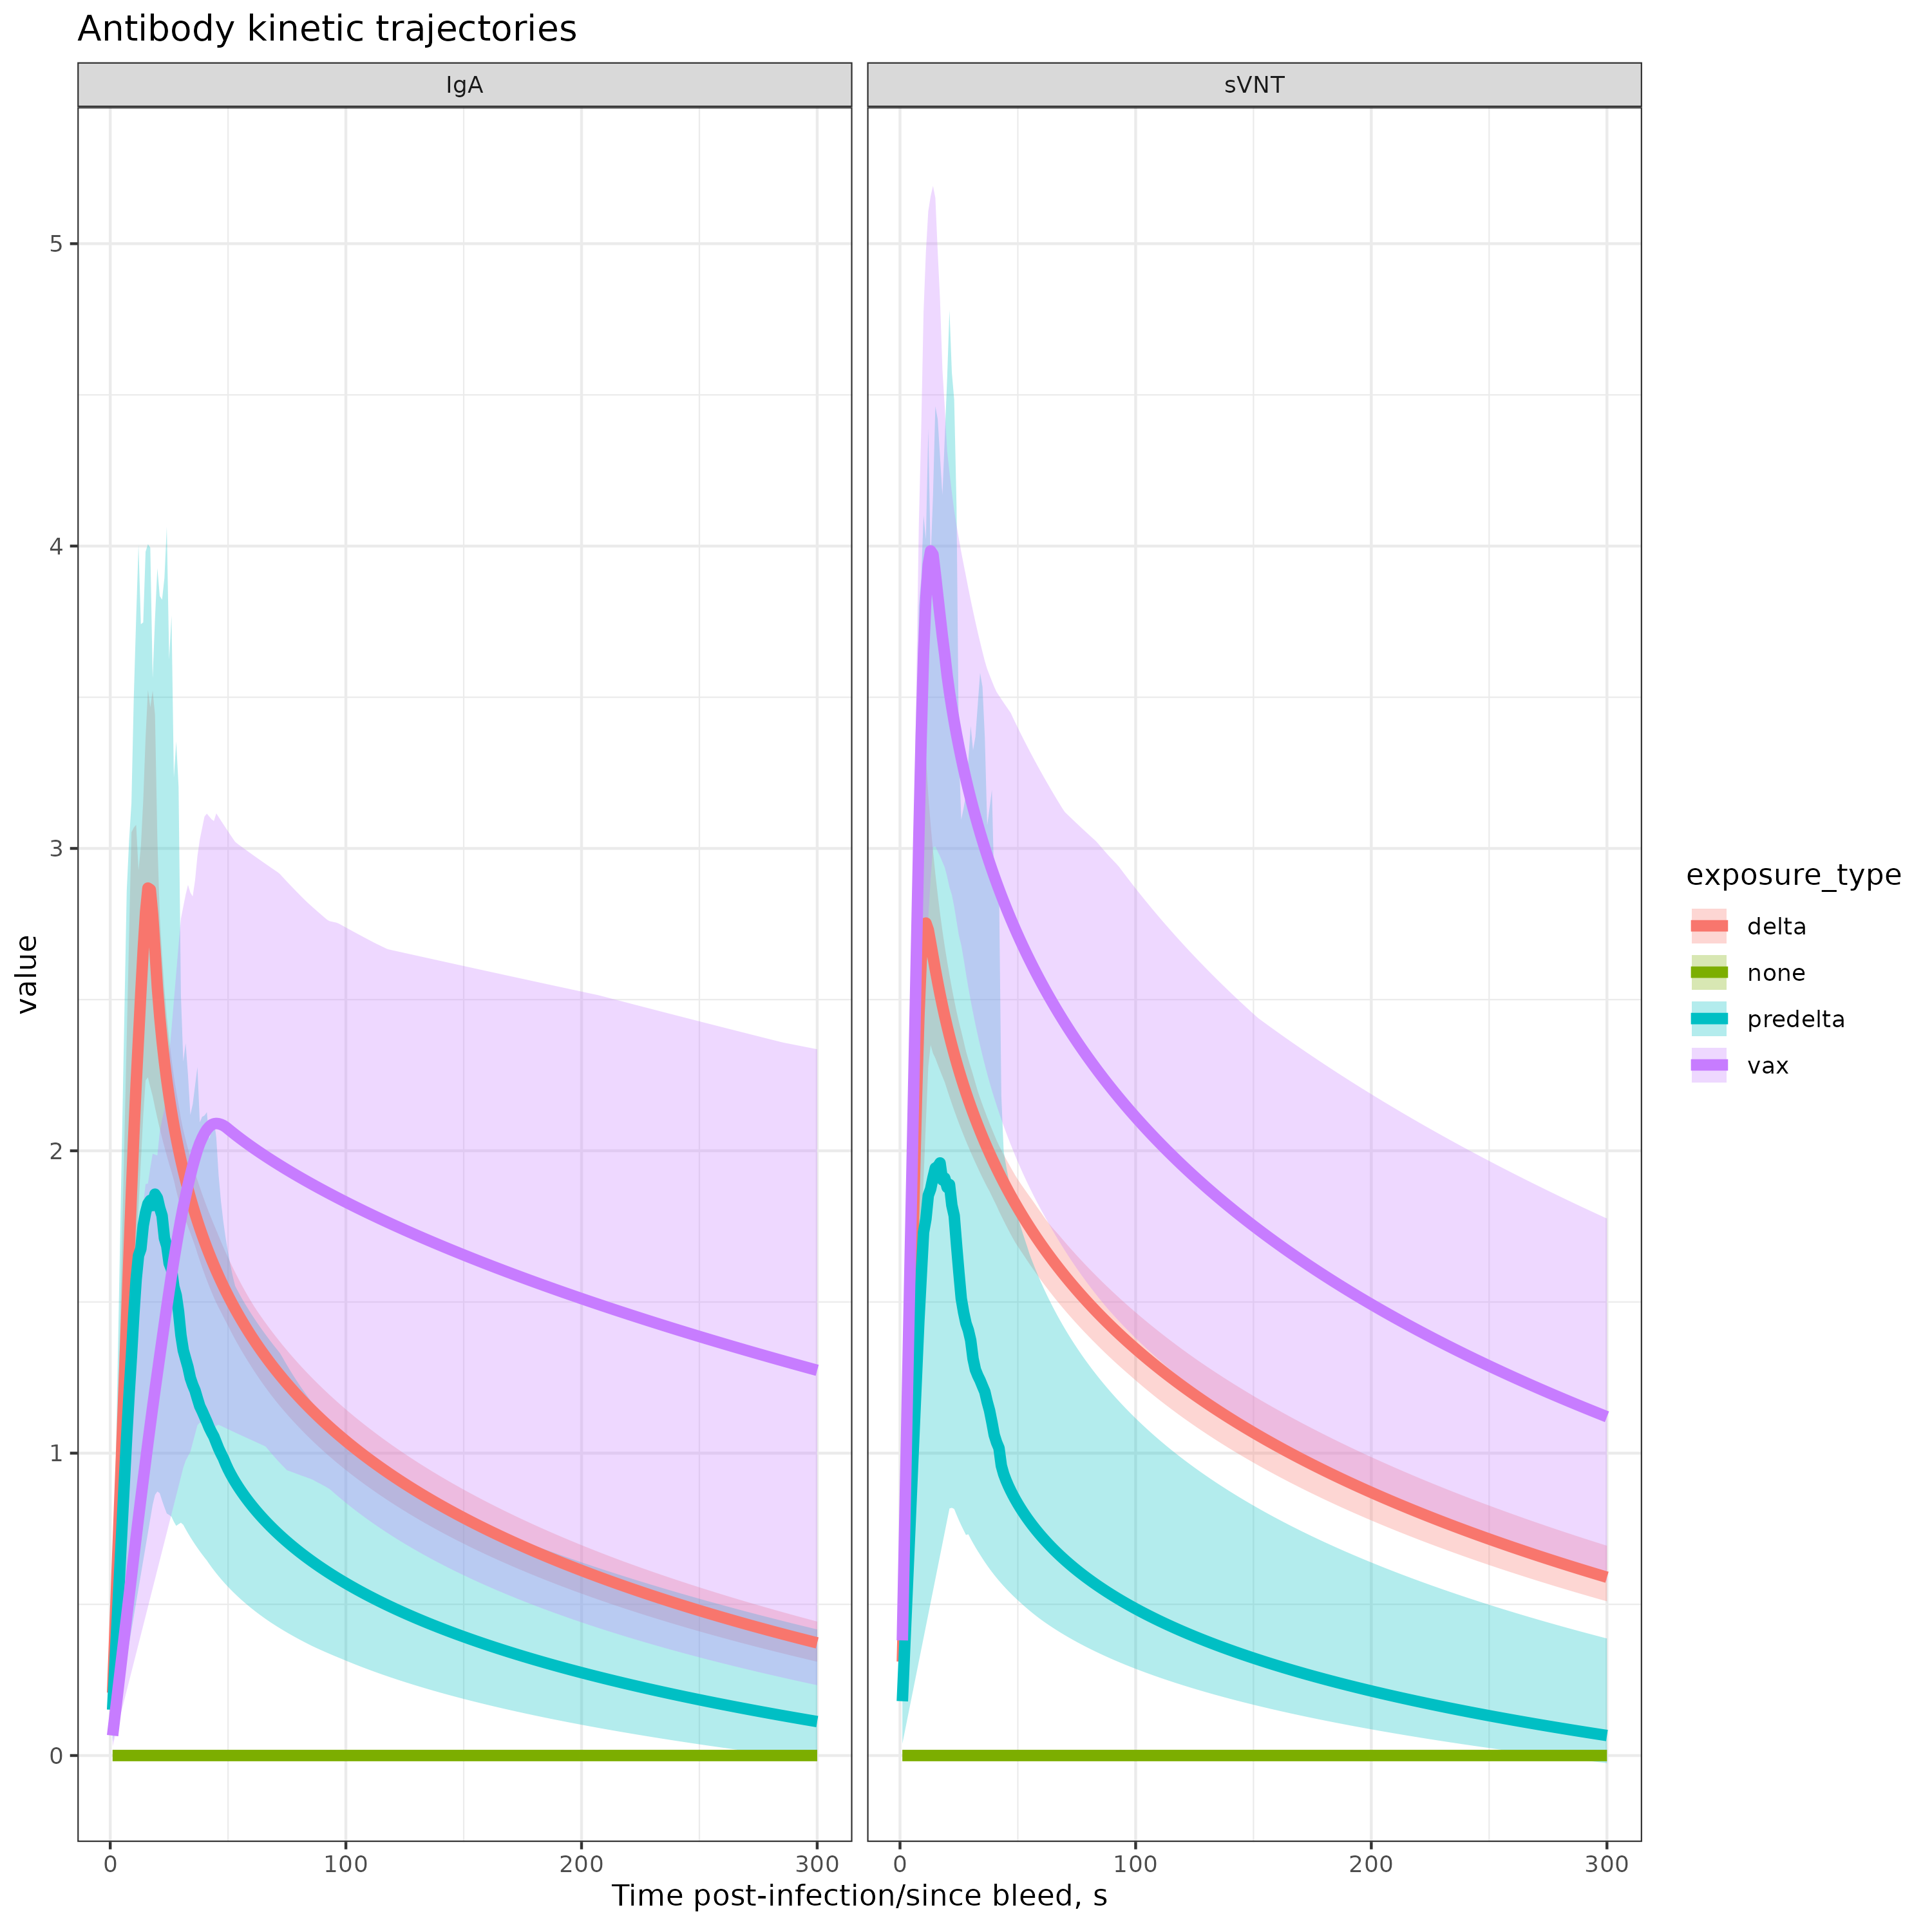 Antibody kinetic trajectories
IgA
sVNT
value
5
4
3
2
1
0
0 100 200 300
0 100 200 300
Time post-infection/since bleed, s
exposure_type
delta
none
predelta
vax